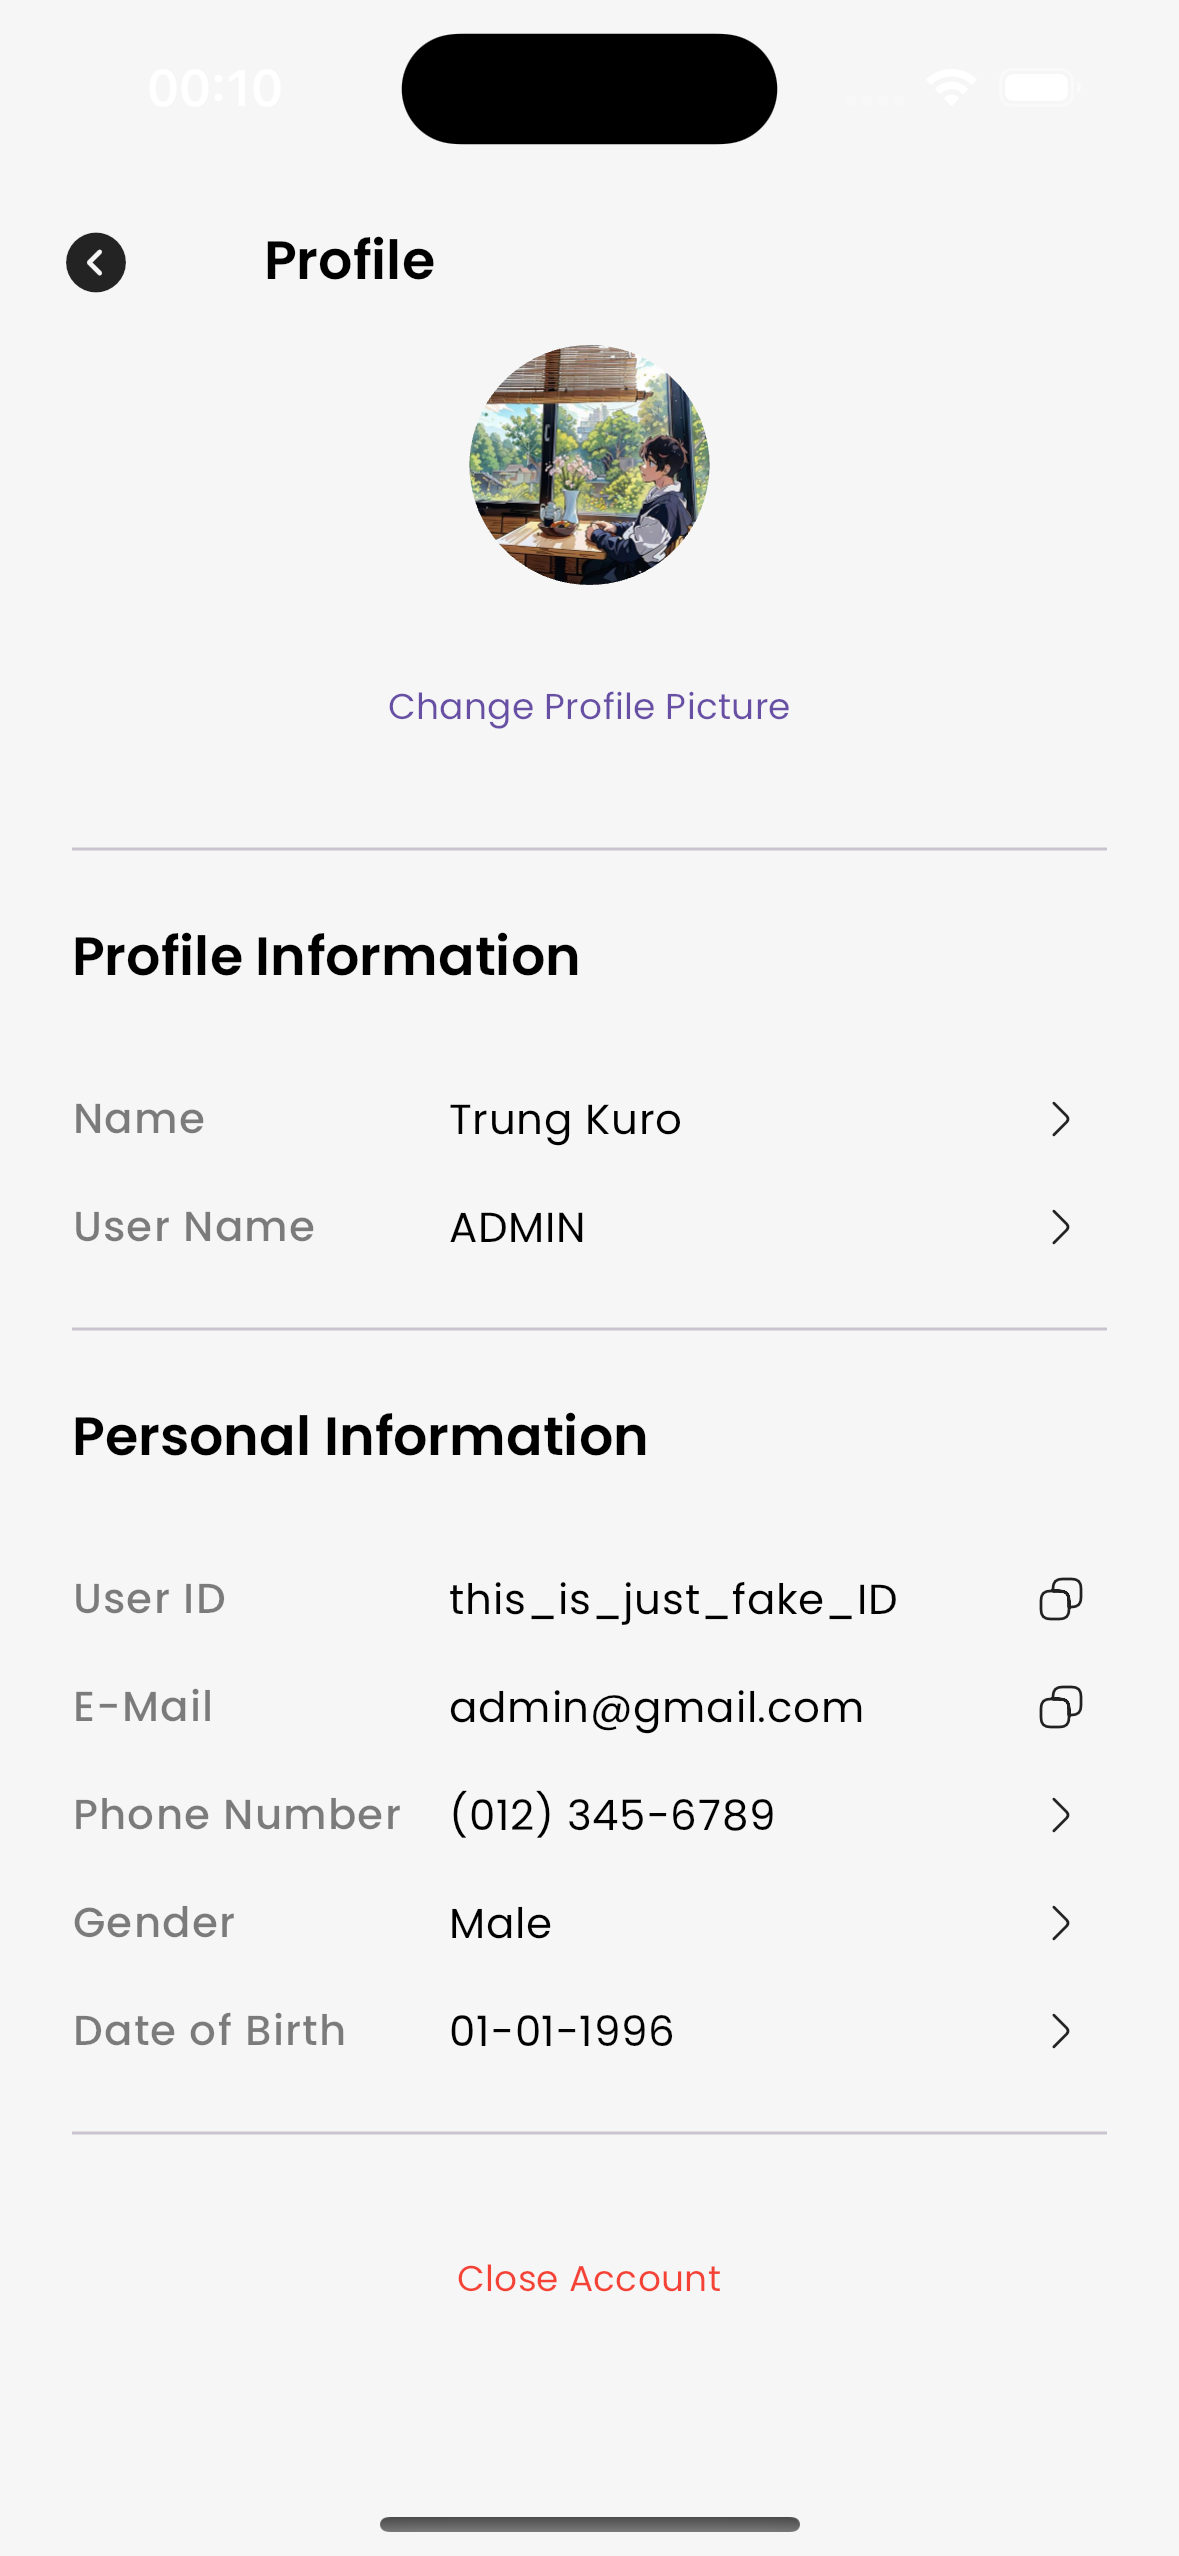 00:10
Profile
Change Profile Picture
Profile Information
Name Trung Kuro
User Name ADMIN
Personal Information
User ID this_is_just_fake_ID
E-Mail admin@gmail.com
Phone Number (012) 345-6789
Gender Male
Date of Birth 01-01-1996
Close Account